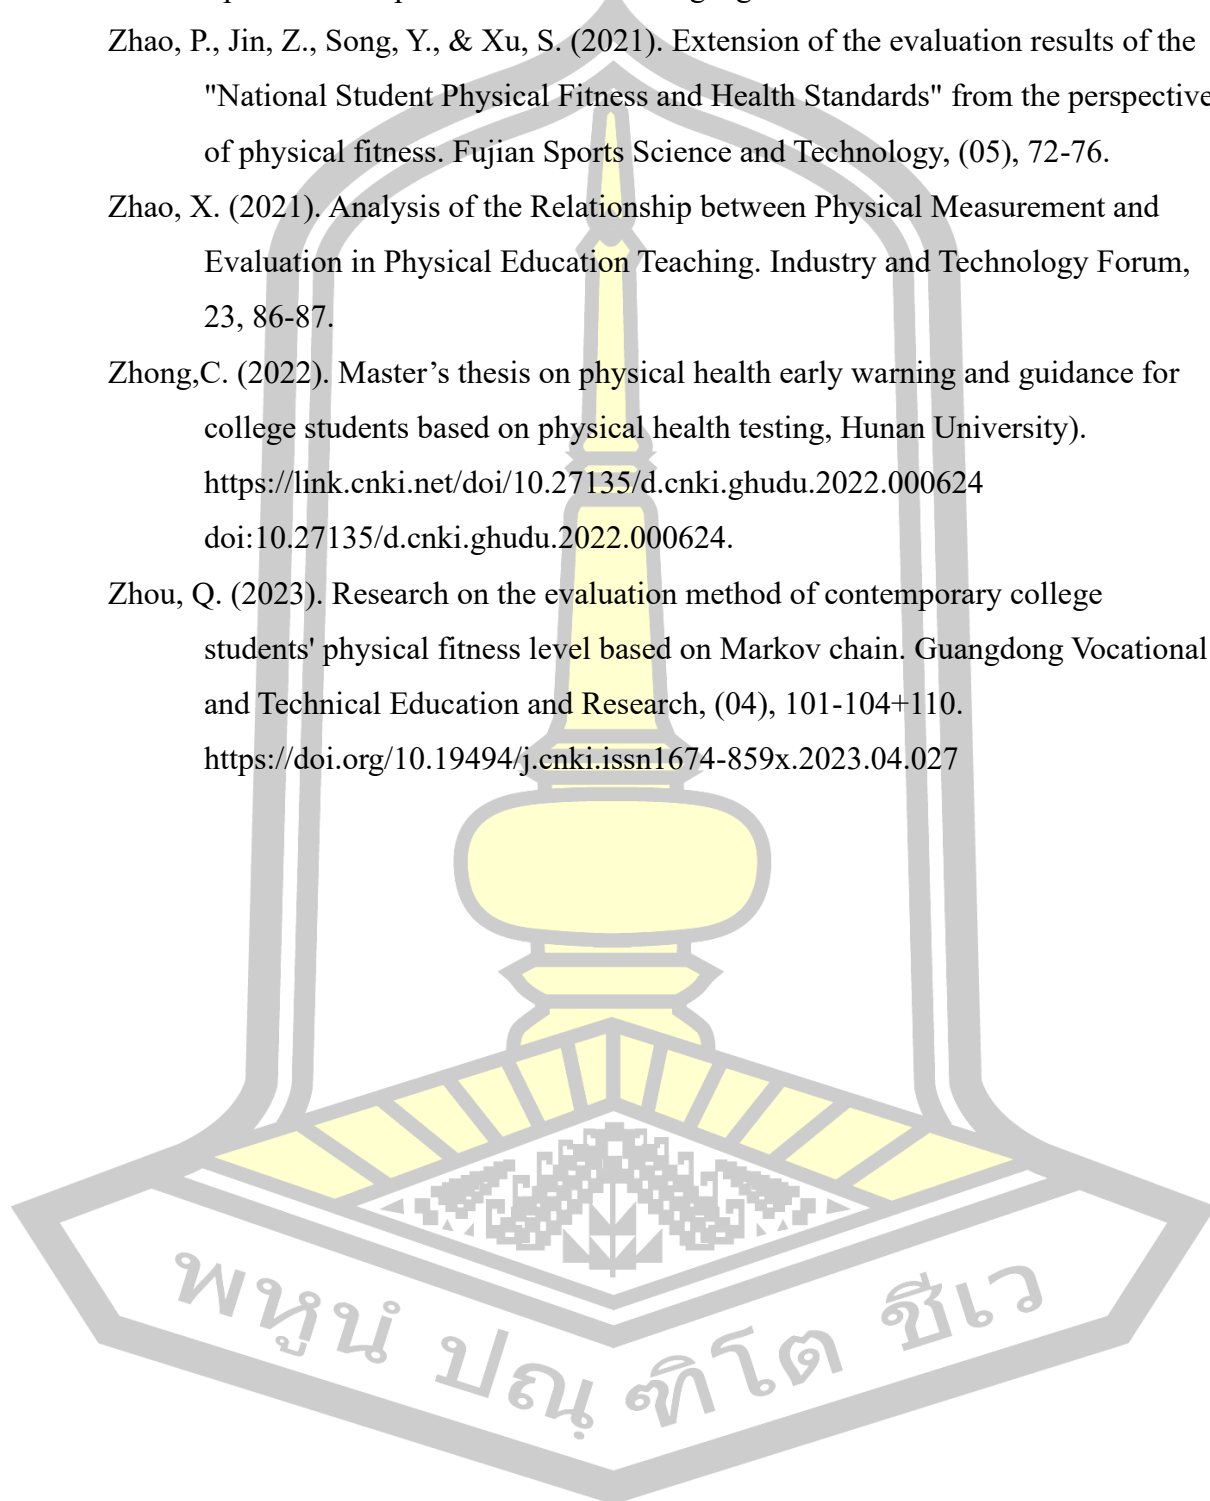 Zhao, P., Jin, Z., Song, Y., & Xu, S. (2021). Extension of the evaluation results of the
"National Student Physical Fitness and Health Standards" from the perspective
of physical fitness. Fujian Sports Science and Technology, (05), 72-76.
Zhao, X. (2021). Analysis of the Relationship between Physical Measurement and
Evaluation in Physical Education Teaching. Industry and Technology Forum,
23, 86-87.
Zhong,C. (2022). Master’s thesis on physical health early warning and guidance for
college students based on physical health testing, Hunan University).
https://link.cnki.net/doi/10.27135/d.cnki.ghudu.2022.000624
doi:10.27135/d.cnki.ghudu.2022.000624.
Zhou, Q. (2023). Research on the evaluation method of contemporary college
students' physical fitness level based on Markov chain. Guangdong Vocational
and Technical Education and Research, (04), 101-104+110.
https://doi.org/10.19494/j.cnki.issn1674-859x.2023.04.027
พหูนํ ปณฺฑิโต ชีเว